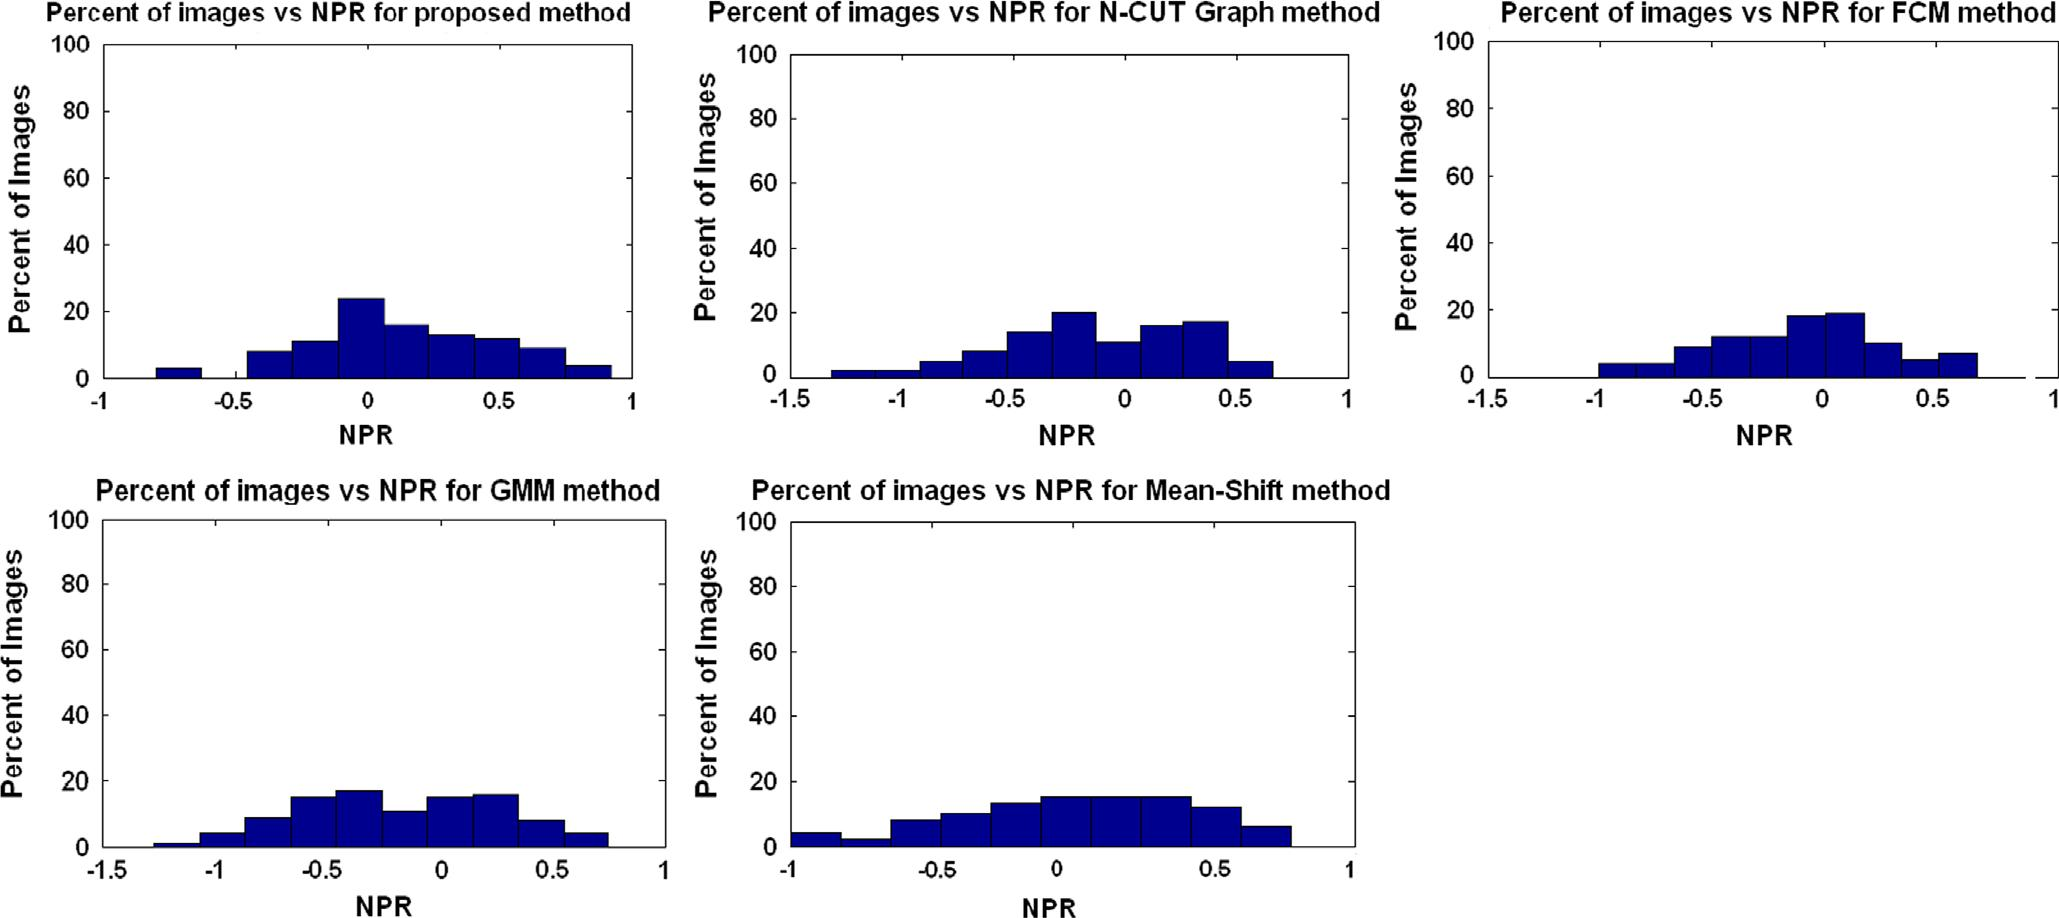 Percent of images vs NPR for proposed method
100
80
60
40
20
0
Percent of Images
-1 -0.5 0 0.5 1
NPR
Percent of images vs NPR for N-CUT Graph method
100
80
60
40
20
0
Percent of Images
-1.5 -1 -0.5 0 0.5 1
NPR
Percent of images vs NPR for FCM method
100
80
60
40
20
0
Percent of Images
-1.5 -1 -0.5 0 0.5 1
NPR
Percent of images vs NPR for GMM method
100
80
60
40
20
0
Percent of Images
-1.5 -1 -0.5 0 0.5 1
NPR
Percent of images vs NPR for Mean-Shift method
100
80
60
40
20
0
Percent of Images
-1 -0.5 0 0.5 1
NPR